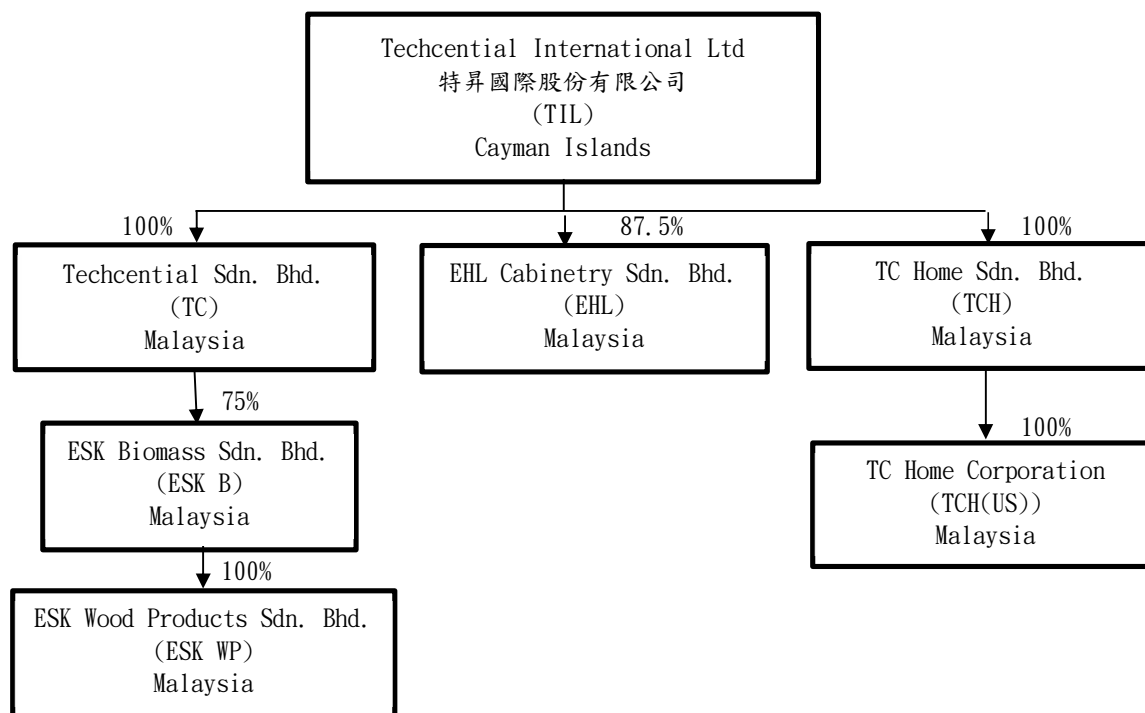 Techcential International Ltd
特昇國際股份有限公司
(TIL)
Cayman Islands
100%
87.5%
100%
Techcential Sdn. Bhd.
(TC)
Malaysia
EHL Cabinetry Sdn. Bhd.
(EHL)
Malaysia
TC Home Sdn. Bhd.
(TCH)
Malaysia
75%
100%
ESK Biomass Sdn. Bhd.
(ESK B)
Malaysia
TC Home Corporation
(TCH(US))
Malaysia
100%
ESK Wood Products Sdn. Bhd.
(ESK WP)
Malaysia